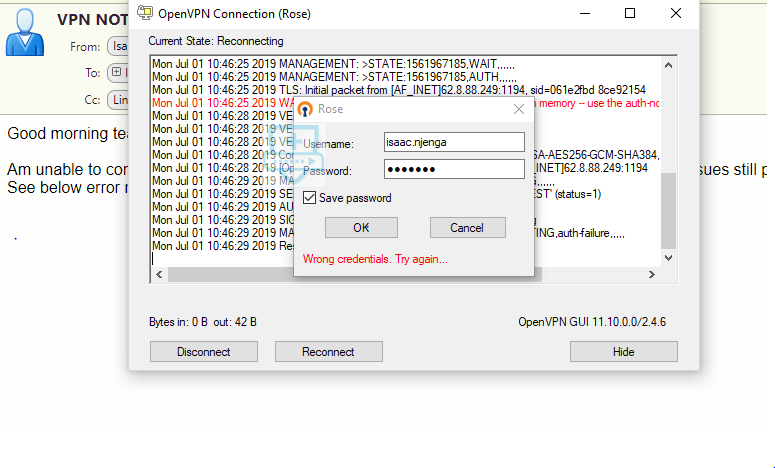 VPN NOT
From: Isa
To:
Cc: Lin
Good morning tea
Am unable to con
sues still p
See below error m
OpenVPN Connection (Rose)
Current State: Reconnecting
Mon Jul 01 10:46:25 2019 MANAGEMENT: >STATE:1561967185,WAIT,,,,,,
Mon Jul 01 10:46:25 2019 MANAGEMENT: >STATE:1561967185,AUTH,,,,,,
Mon Jul 01 10:46:25 2019 TLS: Initial packet from [AF_INET]62.8.88.249:1194, sid=061e2fbd 8ce92154
Mon Jul 01 10:46:25 2019 WA
memory -- use the auth-no
Mon Jul 01 10:46:28 2019 VE
Mon Jul 01 10:46:28 2019 VE
Mon Jul 01 10:46:28 2019 VE
Mon Jul 01 10:46:28 2019 Con
SA-AES256-GCM-SHA384,
Mon Jul 01 10:46:28 2019 [Op
_INET]62.8.88.249:1194
Mon Jul 01 10:46:29 2019 MA
,,,,,,
Mon Jul 01 10:46:29 2019 SE
EST' (status=1)
Mon Jul 01 10:46:29 2019 AU
Mon Jul 01 10:46:29 2019 SIG
g
Mon Jul 01 10:46:29 2019 MA
TING,auth-failure,,,,,
Mon Jul 01 10:46:29 2019 Res
Rose
Username: isaac.njenga
Password: •••••••
Save password
OK Cancel
Wrong credentials. Try again...
Bytes in: 0 B out: 42 B
OpenVPN GUI 11.10.0.0/2.4.6
Disconnect Reconnect Hide